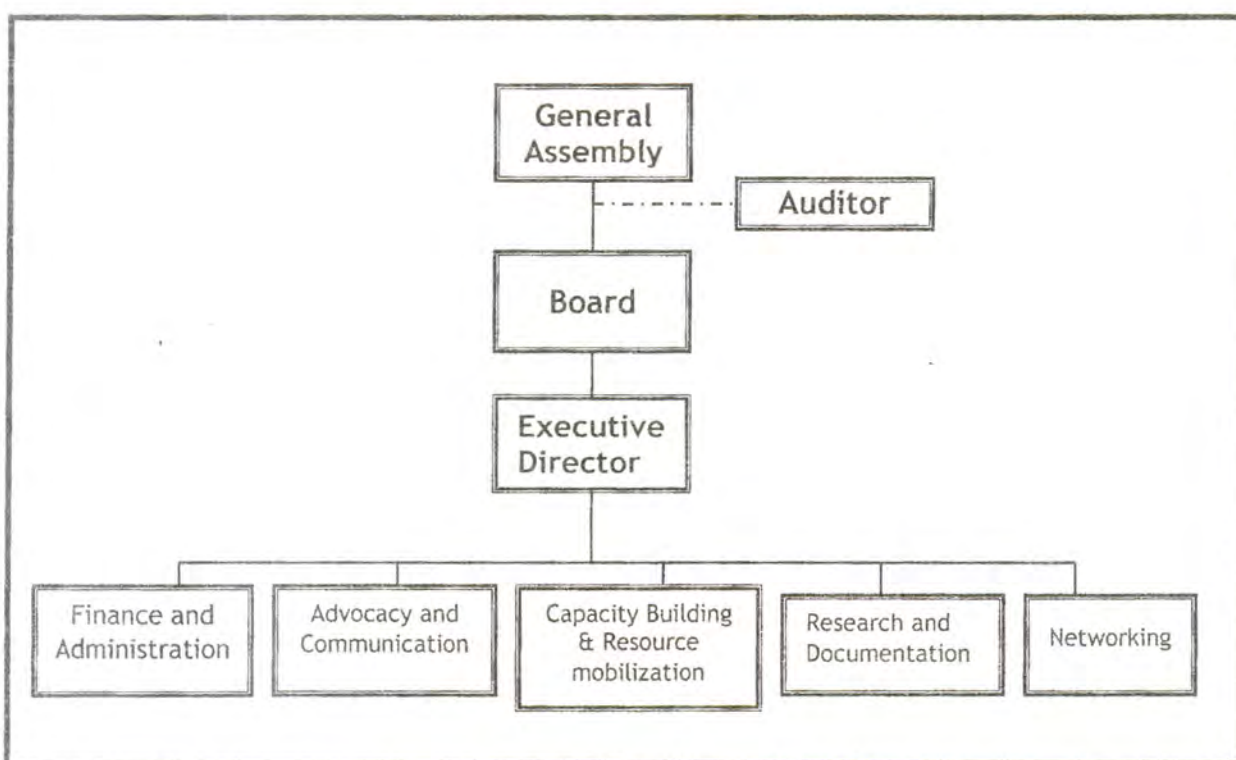 General
Assembly
Auditor
Board
Executive
Director
Finance and
Administration
Advocacy and
Communication
Capacity Building
& Resource
mobilization
Research and
Documentation
Networking